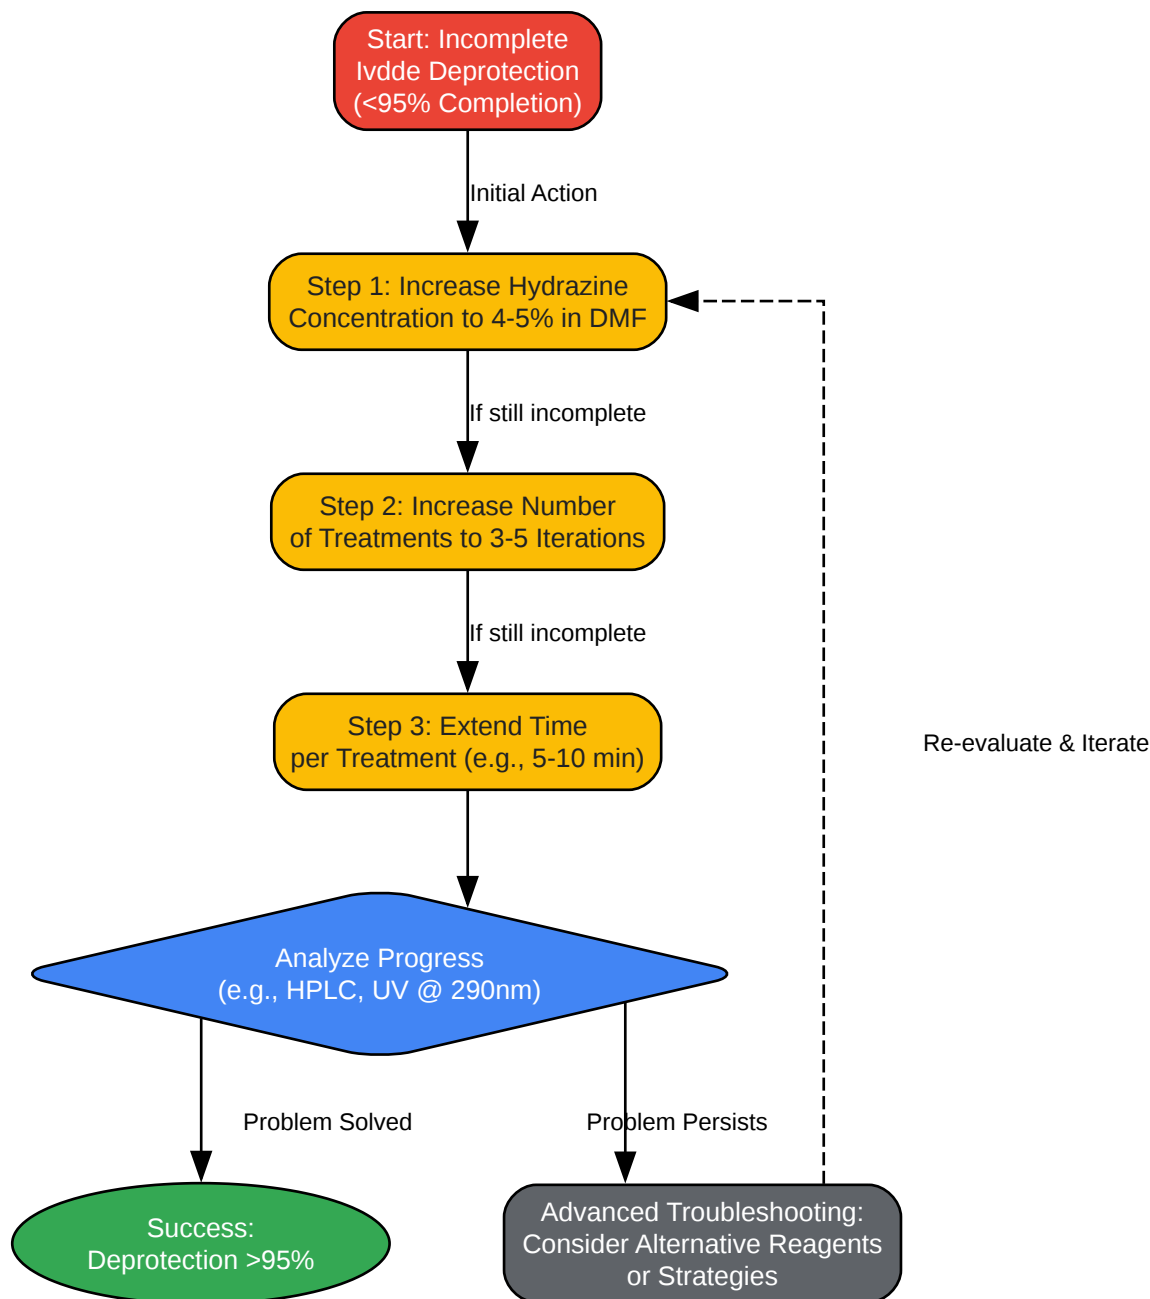 Start: Incomplete
Ivdde Deprotection
(<95% Completion)
Initial Action
Step 1: Increase Hydrazine
Concentration to 4-5% in DMF
If still incomplete
Step 2: Increase Number
of Treatments to 3-5 Iterations
If still incomplete
Step 3: Extend Time
per Treatment (e.g., 5-10 min)
Re-evaluate & Iterate
Analyze Progress
(e.g., HPLC, UV @ 290nm)
Problem Solved
Problem Persists
Success:
Deprotection >95%
Advanced Troubleshooting:
Consider Alternative Reagents
or Strategies